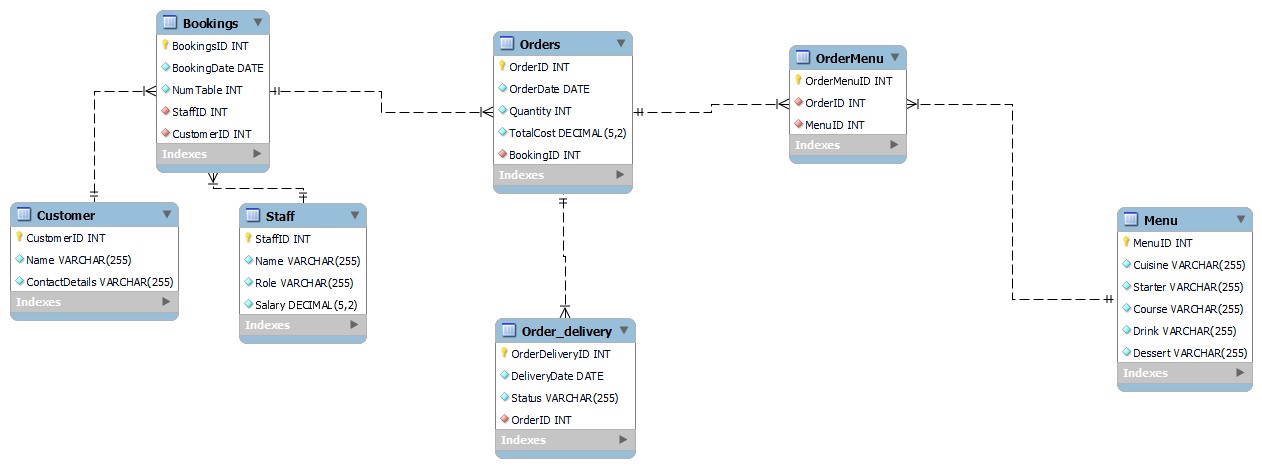 Bookings
BookingsID INT
BookingDate DATE
NumTable INT
StaffID INT
CustomerID INT
Indexes
Customer
CustomerID INT
Name VARCHAR(255)
ContactDetails VARCHAR(255)
Indexes
Staff
StaffID INT
Name VARCHAR(255)
Role VARCHAR(255)
Salary DECIMAL(5,2)
Indexes
Orders
OrderID INT
OrderDate DATE
Quantity INT
TotalCost DECIMAL(5,2)
BookingID INT
Indexes
Order_delivery
OrderDeliveryID INT
DeliveryDate DATE
Status VARCHAR(255)
OrderID INT
Indexes
OrderMenu
OrderMenuID INT
OrderID INT
MenuID INT
Indexes
Menu
MenuID INT
Cuisine VARCHAR(255)
Starter VARCHAR(255)
Course VARCHAR(255)
Drink VARCHAR(255)
Dessert VARCHAR(255)
Indexes